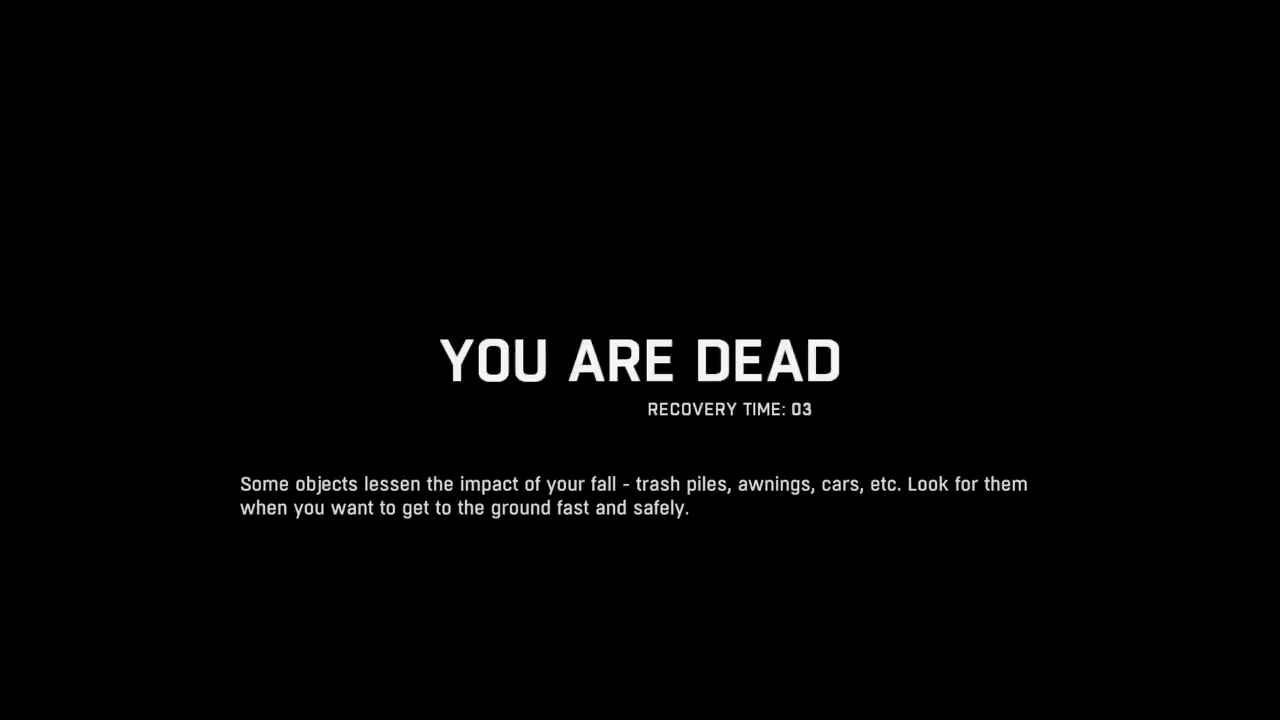 YOU ARE DEAD
RECOVERY TIME: 03
Some objects lessen the impact of your fall - trash piles, awnings, cars, etc. Look for them
when you want to get to the ground fast and safely.